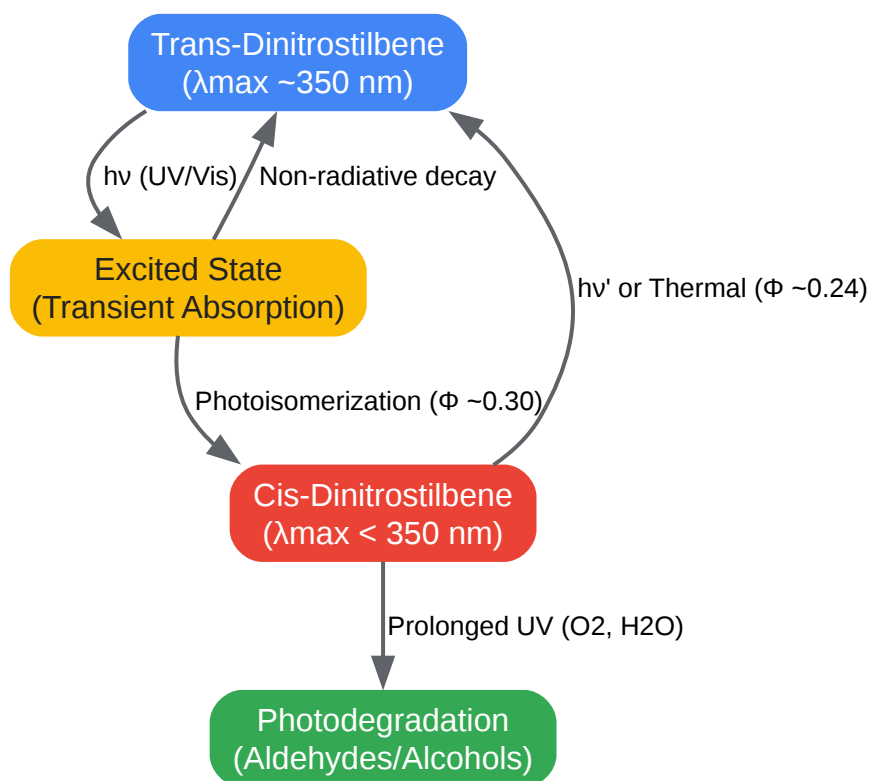 Trans-Dinitrostilbene
(λmax ~350 nm)
hν (UV/Vis)
Non-radiative decay
Excited State
(Transient Absorption)
hν' or Thermal (Φ ~0.24)
Photoisomerization (Φ ~0.30)
Cis-Dinitrostilbene
(λmax < 350 nm)
Prolonged UV (O2, H2O)
Photodegradation
(Aldehydes/Alcohols)